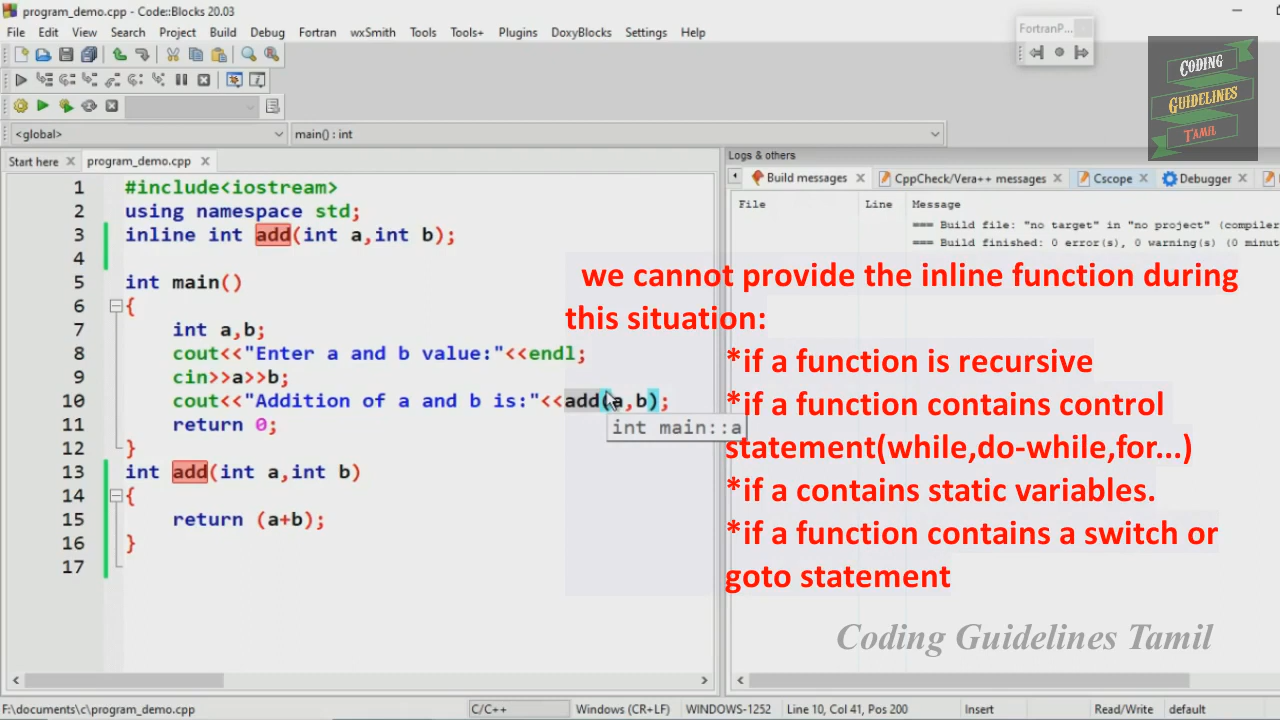 program_demo.cpp - Code::Blocks 20.03
File Edit View Search Project Build Debug Fortran wxSmith Tools Tools+ Plugins DoxyBlocks Settings Help
FortranP...
CODING
GUIDELINES
TAMIL
<global> main() : int
Start here program_demo.cpp
Logs & others
Build messages CppCheck/Vera++ messages Cscope Debugger
File Line Message
=== Build file: "no target" in "no project" (compiler
=== Build finished: 0 error(s), 0 warning(s) (0 minut
1 #include<iostream>
2 using namespace std;
3 inline int add(int a,int b);
4
5 int main()
6 {
7 int a,b;
8 cout<<"Enter a and b value:"<<endl;
9 cin>>a>>b;
10 cout<<"Addition of a and b is:"<<add(a,b);
11 return 0;
int main::a
12 }
13 int add(int a,int b)
14 {
15 return (a+b);
16 }
17
we cannot provide the inline function during
this situation:
*if a function is recursive
*if a function contains control
statement(while,do-while,for...)
*if a contains static variables.
*if a function contains a switch or
goto statement
Coding Guidelines Tamil
F:\documents\c\program_demo.cpp C/C++ Windows (CR+LF) WINDOWS-1252 Line 10, Col 41, Pos 200 Insert Read/Write default